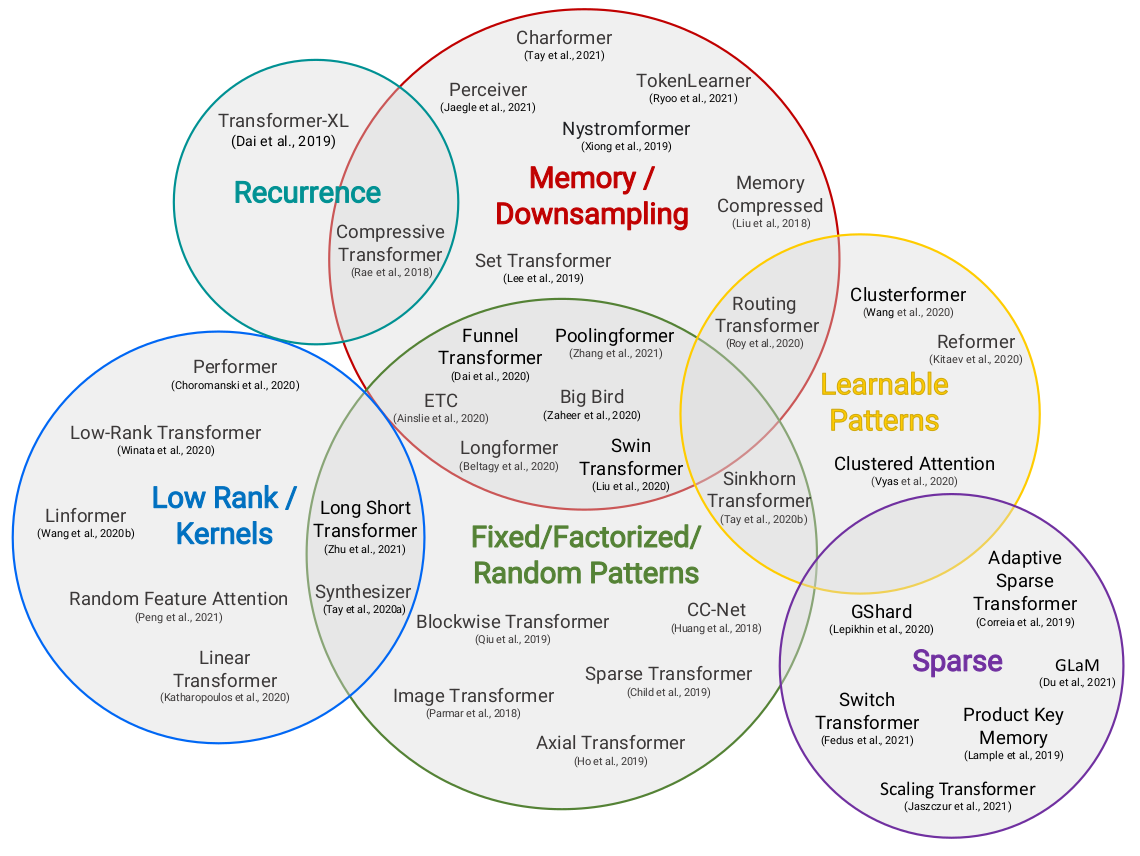 Charformer
(Tay et al., 2021)
Perceiver
(Jaegle et al., 2021)
TokenLearner
(Ryoo et al., 2021)
Transformer-XL
(Dai et al., 2019)
Nystromformer
(Xiong et al., 2019)
Recurrence
Memory /
Downsampling
Memory
Compressed
(Liu et al., 2018)
Compressive
Transformer
(Rae et al., 2018)
Set Transformer
(Lee et al., 2019)
Routing
Transformer
(Roy et al., 2020)
Clusterformer
(Wang et al., 2020)
Reformer
(Kitaev et al., 2020)
Learnable
Patterns
Clustered Attention
(Vyas et al., 2020)
Funnel
Transformer
(Dai et al., 2020)
Poolingformer
(Zhang et al., 2021)
ETC
(Ainslie et al., 2020)
Big Bird
(Zaheer et al., 2020)
Longformer
(Beltagy et al., 2020)
Swin
Transformer
(Liu et al., 2020)
Sinkhorn
Transformer
(Tay et al., 2020b)
Performer
(Choromanski et al., 2020)
Low-Rank Transformer
(Winata et al., 2020)
Low Rank /
Kernels
Linformer
(Wang et al., 2020b)
Long Short
Transformer
(Zhu et al., 2021)
Synthesizer
(Tay et al., 2020a)
Random Feature Attention
(Peng et al., 2021)
Linear
Transformer
(Katharopoulos et al., 2020)
Fixed/Factorized/
Random Patterns
Blockwise Transformer
(Qiu et al., 2019)
CC-Net
(Huang et al., 2018)
Sparse Transformer
(Child et al., 2019)
Image Transformer
(Parmar et al., 2018)
Axial Transformer
(Ho et al., 2019)
Adaptive
Sparse
Transformer
(Correia et al., 2019)
GShard
(Lepikhin et al., 2020)
Sparse
GLaM
(Du et al., 2021)
Switch
Transformer
(Fedus et al., 2021)
Product Key
Memory
(Lample et al., 2019)
Scaling Transformer
(Jaszczur et al., 2021)